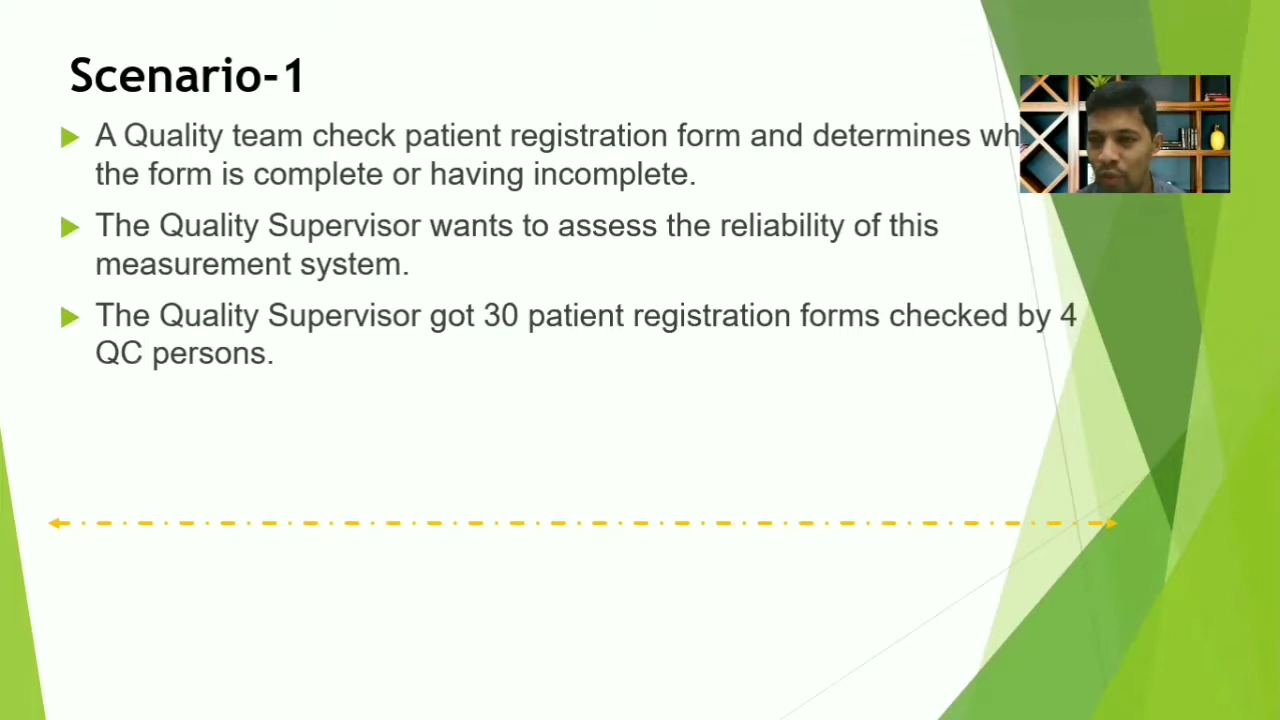 Scenario-1
A Quality team check patient registration form and determines
the form is complete or having incomplete.
The Quality Supervisor wants to assess the reliability of this
measurement system.
The Quality Supervisor got 30 patient registration forms checked by 4
QC persons.